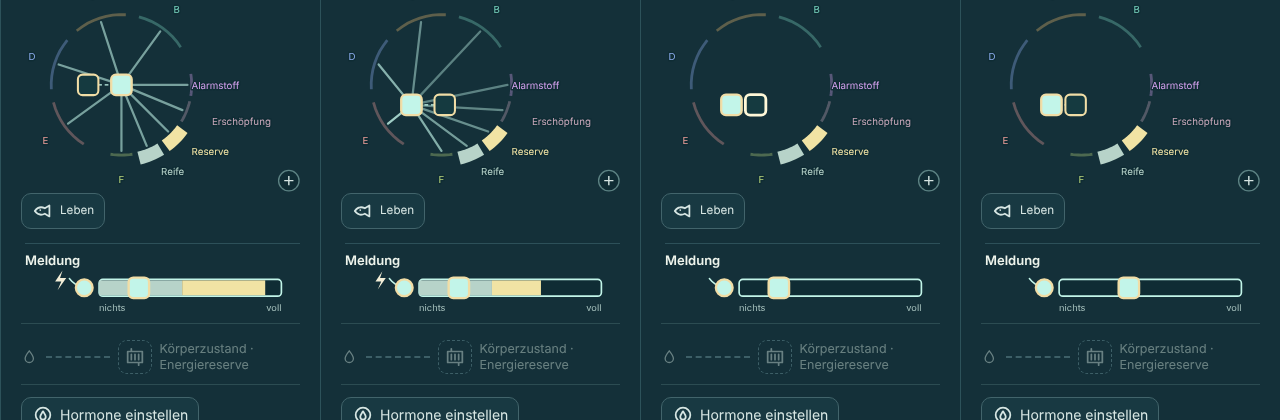 B
D
Alarmstoff
Erschöpfung
E
Reserve
Reife
F
Leben
Meldung
nichts voll
Körperzustand ·
Energiereserve
Hormone einstellen
B
D
Alarmstoff
Erschöpfung
E
Reserve
Reife
F
Leben
Meldung
nichts voll
Körperzustand ·
Energiereserve
Hormone einstellen
B
D
Alarmstoff
Erschöpfung
E
Reserve
Reife
F
Leben
Meldung
nichts voll
Körperzustand ·
Energiereserve
Hormone einstellen
B
D
Alarmstoff
Erschöpfung
E
Reserve
Reife
F
Leben
Meldung
nichts voll
Körperzustand ·
Energiereserve
Hormone einstellen